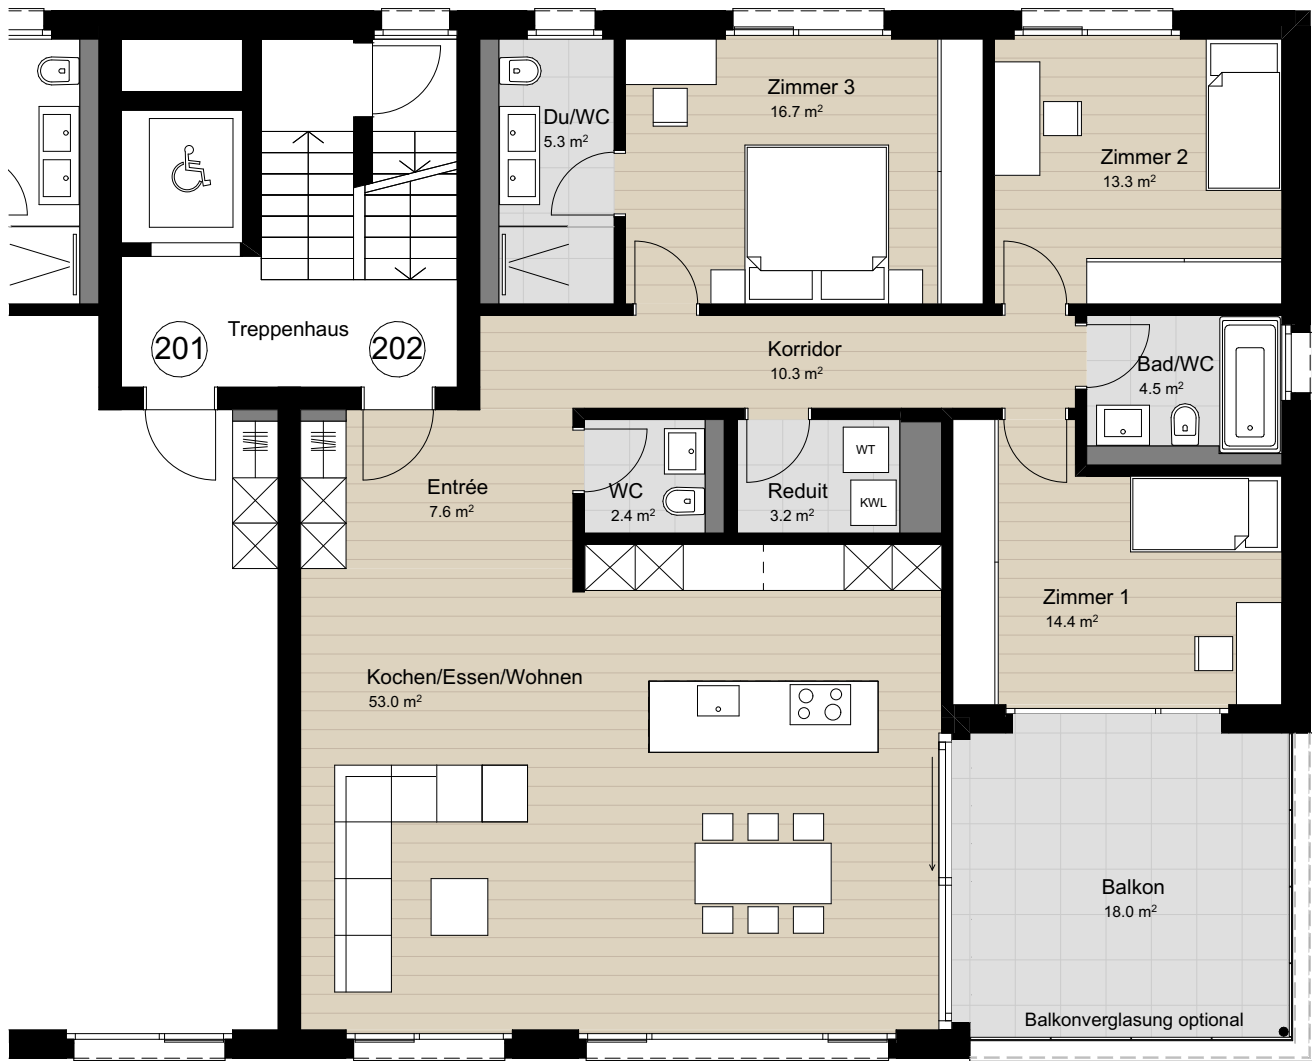 Zimmer 3
16.7 m²
Du/WC
5.3 m²
Zimmer 2
13.3 m²
Treppenhaus
201
202
Korridor
10.3 m²
Bad/WC
4.5 m²
Entrée
7.6 m²
WC
2.4 m²
Reduit
3.2 m²
WT
KWL
Zimmer 1
14.4 m²
Kochen/Essen/Wohnen
53.0 m²
Balkon
18.0 m²
Balkonverglasung optional